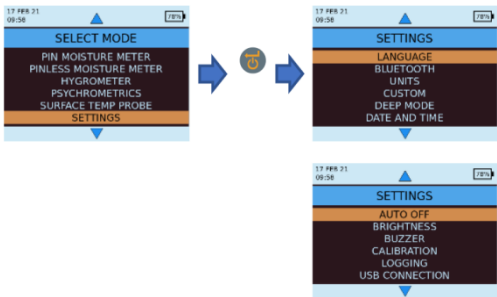 17 FEB 21
09:58
78%
SELECT MODE
PIN MOISTURE METER
PINLESS MOISTURE METER
HYGROMETER
PSYCHROMETRICS
SURFACE TEMP PROBE
SETTINGS
17 FEB 21
09:58
78%
SETTINGS
LANGUAGE
BLUETOOTH
UNITS
CUSTOM
DEEP MODE
DATE AND TIME
17 FEB 21
09:58
78%
SETTINGS
AUTO OFF
BRIGHTNESS
BUZZER
CALIBRATION
LOGGING
USB CONNECTION